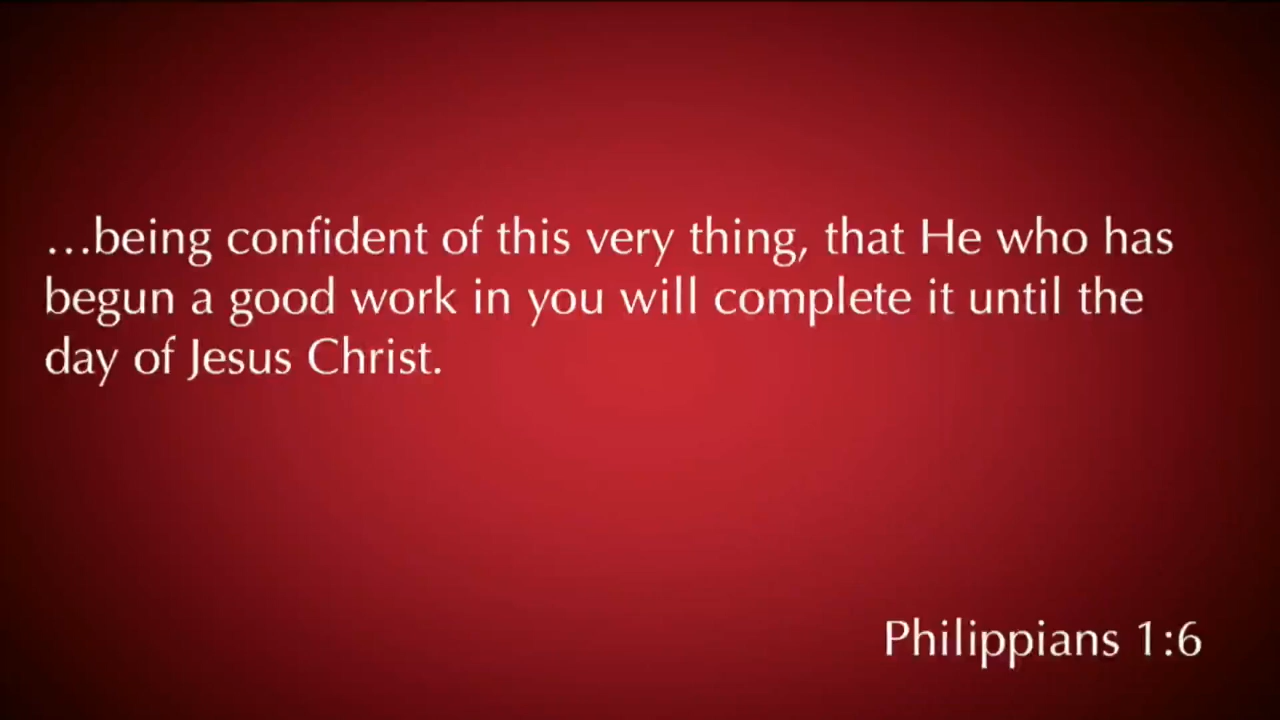 ...being confident of this very thing, that He who has
begun a good work in you will complete it until the
day of Jesus Christ.
Philippians 1:6